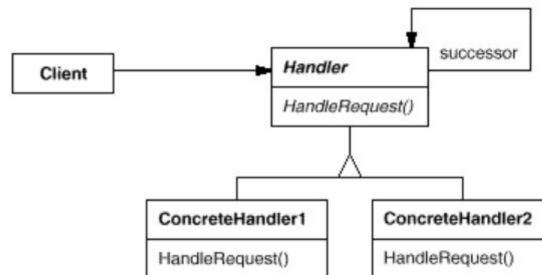 Client
Handler
successor
HandleRequest()
ConcreteHandler1
ConcreteHandler2
HandleRequest()
HandleRequest()